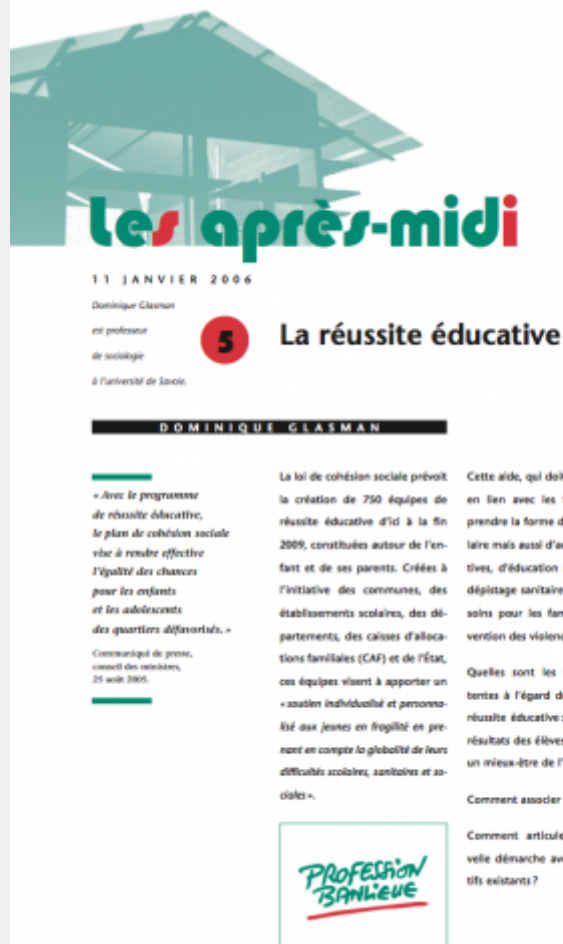 Les après-midi
11 JANVIER 2006
Dominique Glasman
est professeur
de sociologie
à l'université de Savoie.
5
La réussite éducative
DOMINIQUE GLASMAN
« Avec le programme
de réussite éducative,
le plan de cohésion sociale
vise à rendre effective
l'égalité des chances
pour les enfants
et les adolescents
des quartiers défavorisés. »
Communiqué de presse,
conseil des ministres,
25 août 2005.
La loi de cohésion sociale prévoit
la création de 750 équipes de
réussite éducative d'ici à la fin
2009, constituées autour de l'en-
fant et de ses parents. Créées à
l'initiative des communes, des
établissements scolaires, des dé-
partements, des caisses d'alloca-
tions familiales (CAF) et de l'État,
ces équipes visent à apporter un
« soutien individualisé et personna-
lisé aux jeunes en fragilité en pre-
nant en compte la globalité de leurs
difficultés scolaires, sanitaires et so-
ciales ».
PROFESSION
BANLIEUE
Cette aide, qui doit
en lien avec les
prendre la forme d
laire mais aussi d'a
tives, d'éducation
dépistage sanitaire
soins pour les fam
vention des violenc
Quelles sont les
tentes à l'égard de
réussite éducative :
résultats des élèves
un mieux-être de l'
Comment associer
Comment articule
velle démarche ave
tifs existants ?